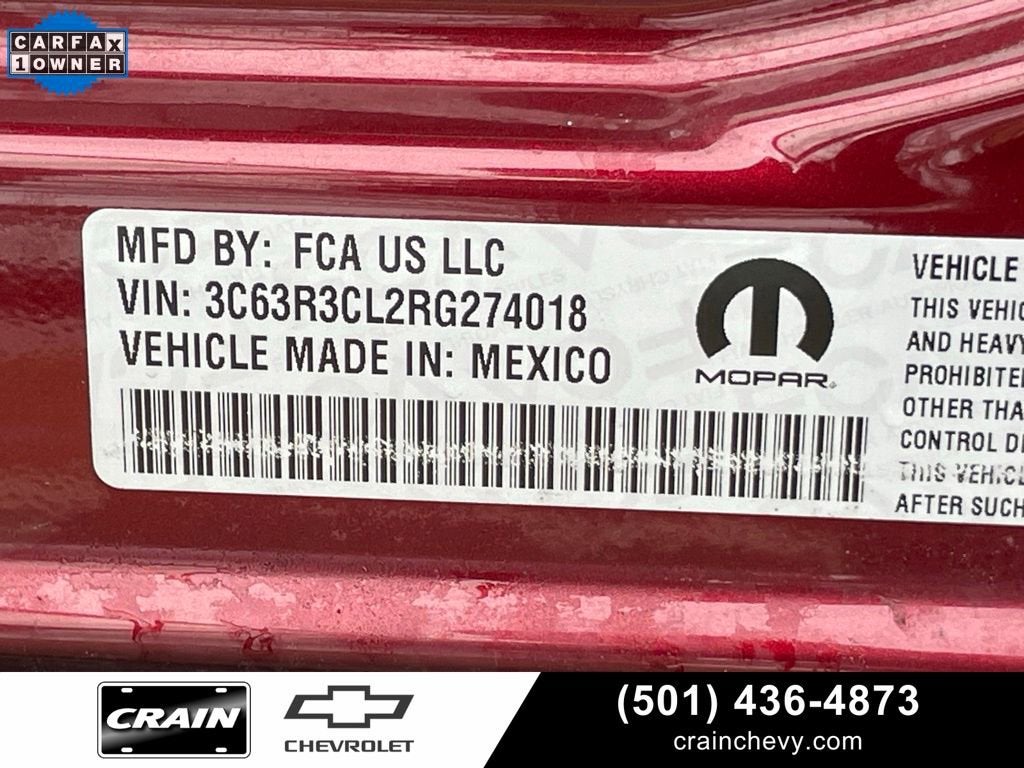 CARFAX
1 OWNER
MFD BY: FCA US LLC
VIN: 3C63R3CL2RG274018
VEHICLE MADE IN: MEXICO
MOPAR
VEHICLE
THIS VEHIC
AND HEAVY
PROHIBITE
OTHER THA
CONTROL DE
THIS VEHICL
AFTER SUCH
CRAIN
CHEVROLET
(501) 436-4873
crainchevy.com